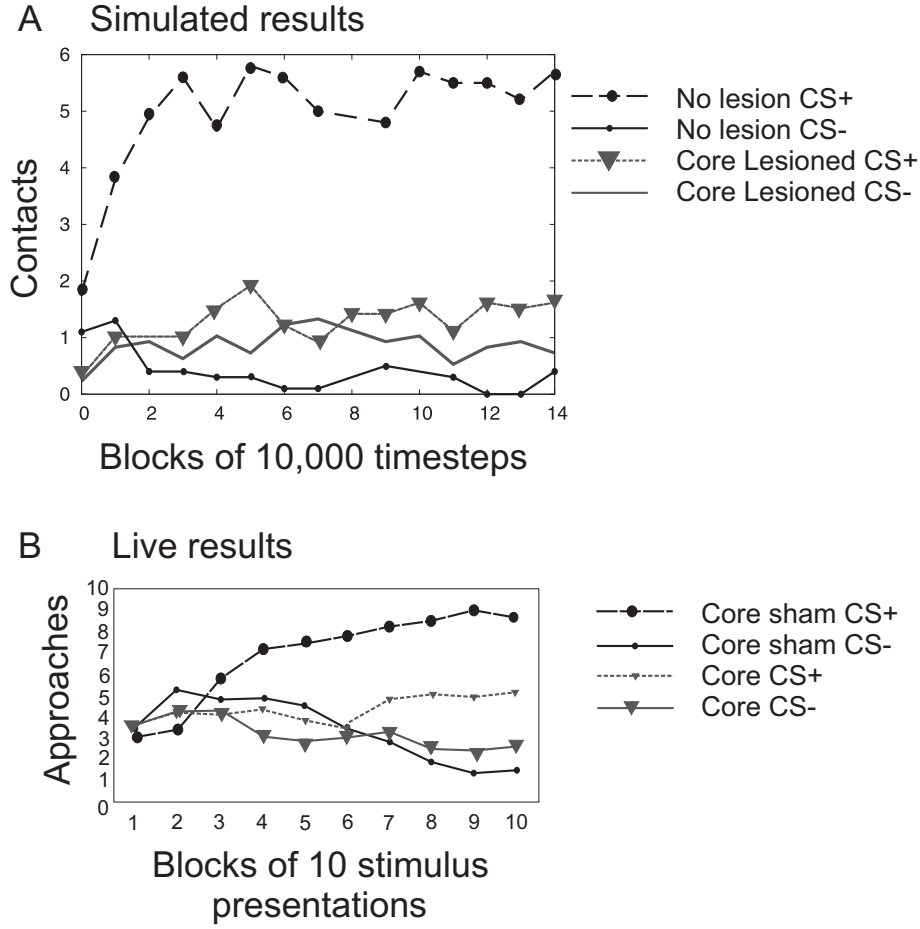 A Simulated results
6
5
4
3
2
1
0
Contacts
0 2 4 6 8 10 12 14
Blocks of 10,000 timesteps
No lesion CS+
No lesion CS-
Core Lesioned CS+
Core Lesioned CS-
B Live results
10
9
8
7
6
5
4
3
2
1
0
Approaches
1 2 3 4 5 6 7 8 9 10
Blocks of 10 stimulus
presentations
Core sham CS+
Core sham CS-
Core CS+
Core CS-